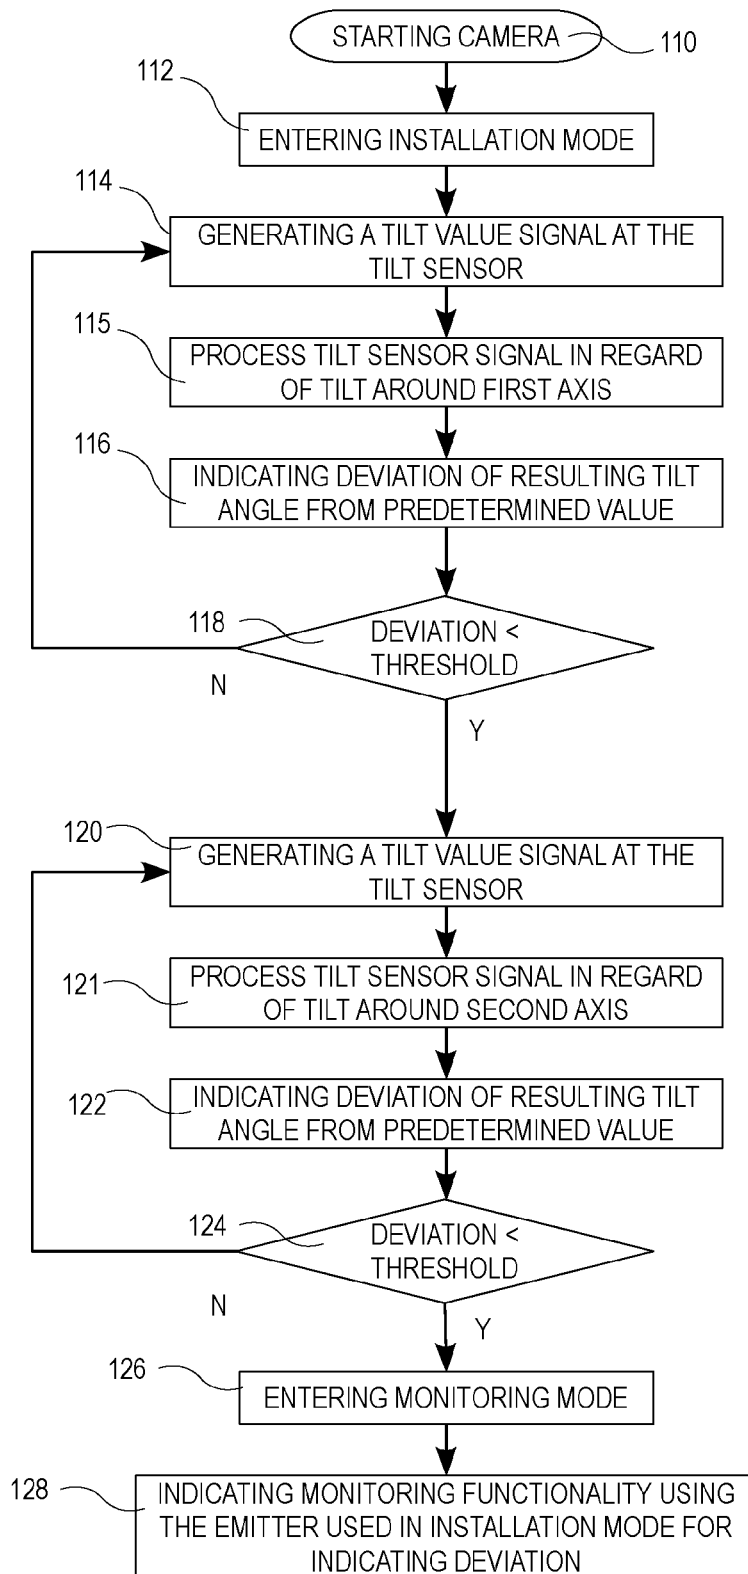 STARTING CAMERA
110
112
ENTERING INSTALLATION MODE
114
GENERATING A TILT VALUE SIGNAL AT THE
TILT SENSOR
115
PROCESS TILT SENSOR SIGNAL IN REGARD
OF TILT AROUND FIRST AXIS
116
INDICATING DEVIATION OF RESULTING TILT
ANGLE FROM PREDETERMINED VALUE
118
DEVIATION <
THRESHOLD
N
Y
120
GENERATING A TILT VALUE SIGNAL AT THE
TILT SENSOR
121
PROCESS TILT SENSOR SIGNAL IN REGARD
OF TILT AROUND SECOND AXIS
122
INDICATING DEVIATION OF RESULTING TILT
ANGLE FROM PREDETERMINED VALUE
124
DEVIATION <
THRESHOLD
N
Y
126
ENTERING MONITORING MODE
128
INDICATING MONITORING FUNCTIONALITY USING
THE EMITTER USED IN INSTALLATION MODE FOR
INDICATING DEVIATION